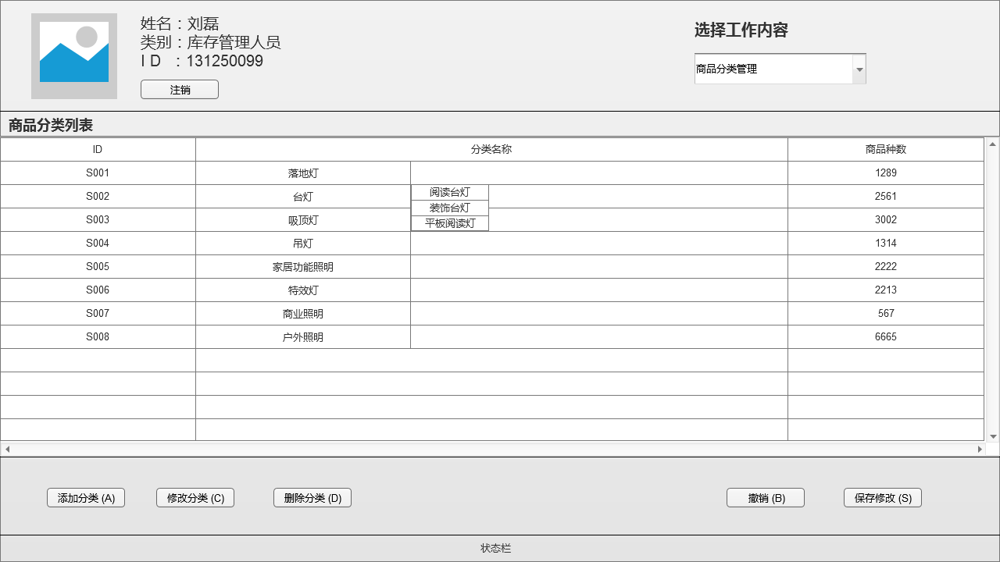 姓名：刘磊
类别：库存管理人员
I D ：131250099
注销
选择工作内容
商品分类管理
商品分类列表
ID 分类名称 商品种数
S001 落地灯 1289
S002 台灯 阅读台灯 2561
装饰台灯
S003 吸顶灯 平板阅读灯 3002
S004 吊灯 1314
S005 家居功能照明 2222
S006 特效灯 2213
S007 商业照明 567
S008 户外照明 6665
添加分类 (A) 修改分类 (C) 删除分类 (D) 撤销 (B) 保存修改 (S)
状态栏